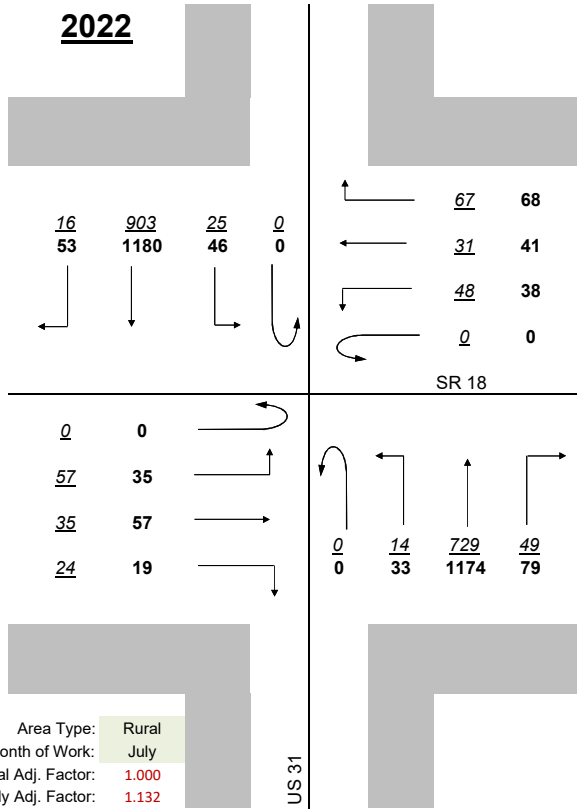 2022
16 903 25 0
53 1180 46 0
67 68
31 41
48 38
0 0
SR 18
0 0
57 35
35 57
24 19
0 14 729 49
0 33 1174 79
Area Type: Rural
onth of Work: July
al Adj. Factor: 1.000
ly Adj. Factor: 1.132
US 31